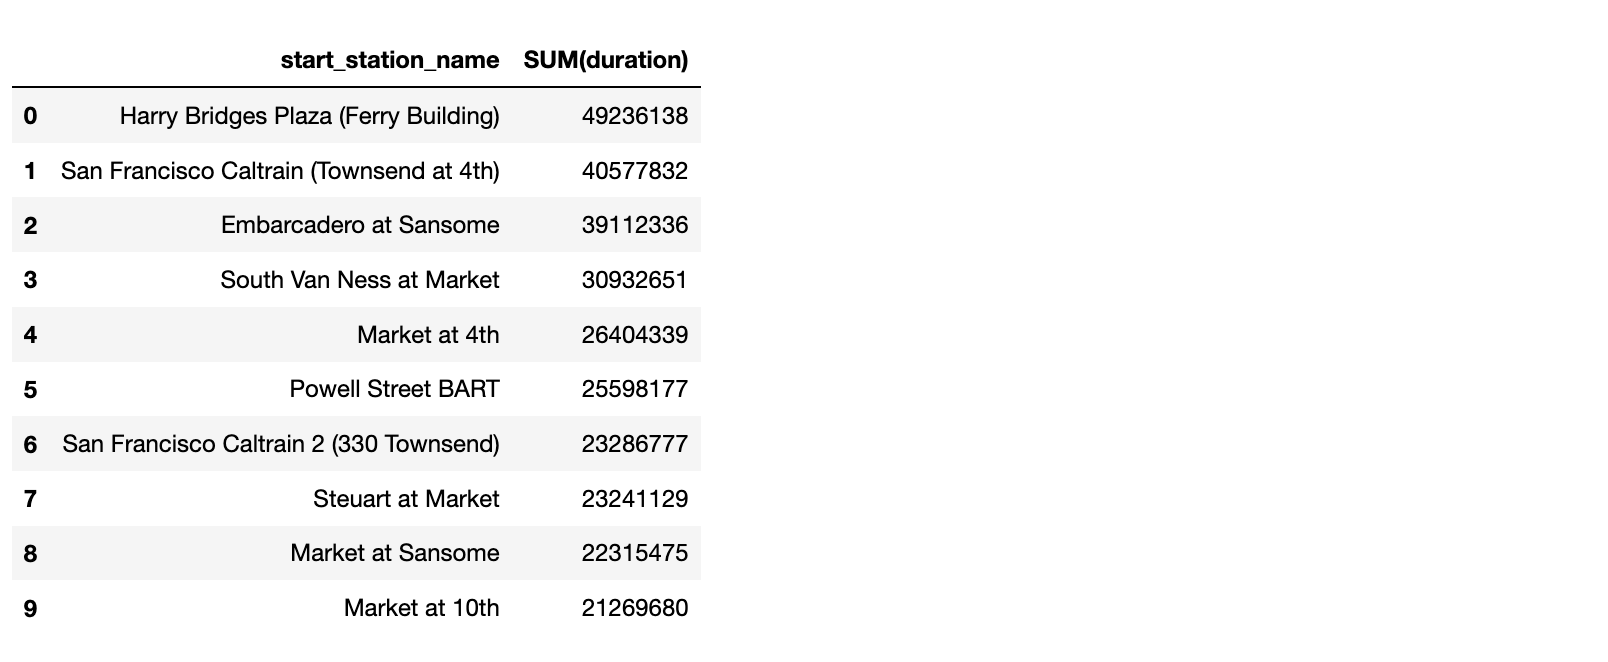 start_station_name SUM(duration)
0 Harry Bridges Plaza (Ferry Building) 49236138
1 San Francisco Caltrain (Townsend at 4th) 40577832
2 Embarcadero at Sansome 39112336
3 South Van Ness at Market 30932651
4 Market at 4th 26404339
5 Powell Street BART 25598177
6 San Francisco Caltrain 2 (330 Townsend) 23286777
7 Steuart at Market 23241129
8 Market at Sansome 22315475
9 Market at 10th 21269680